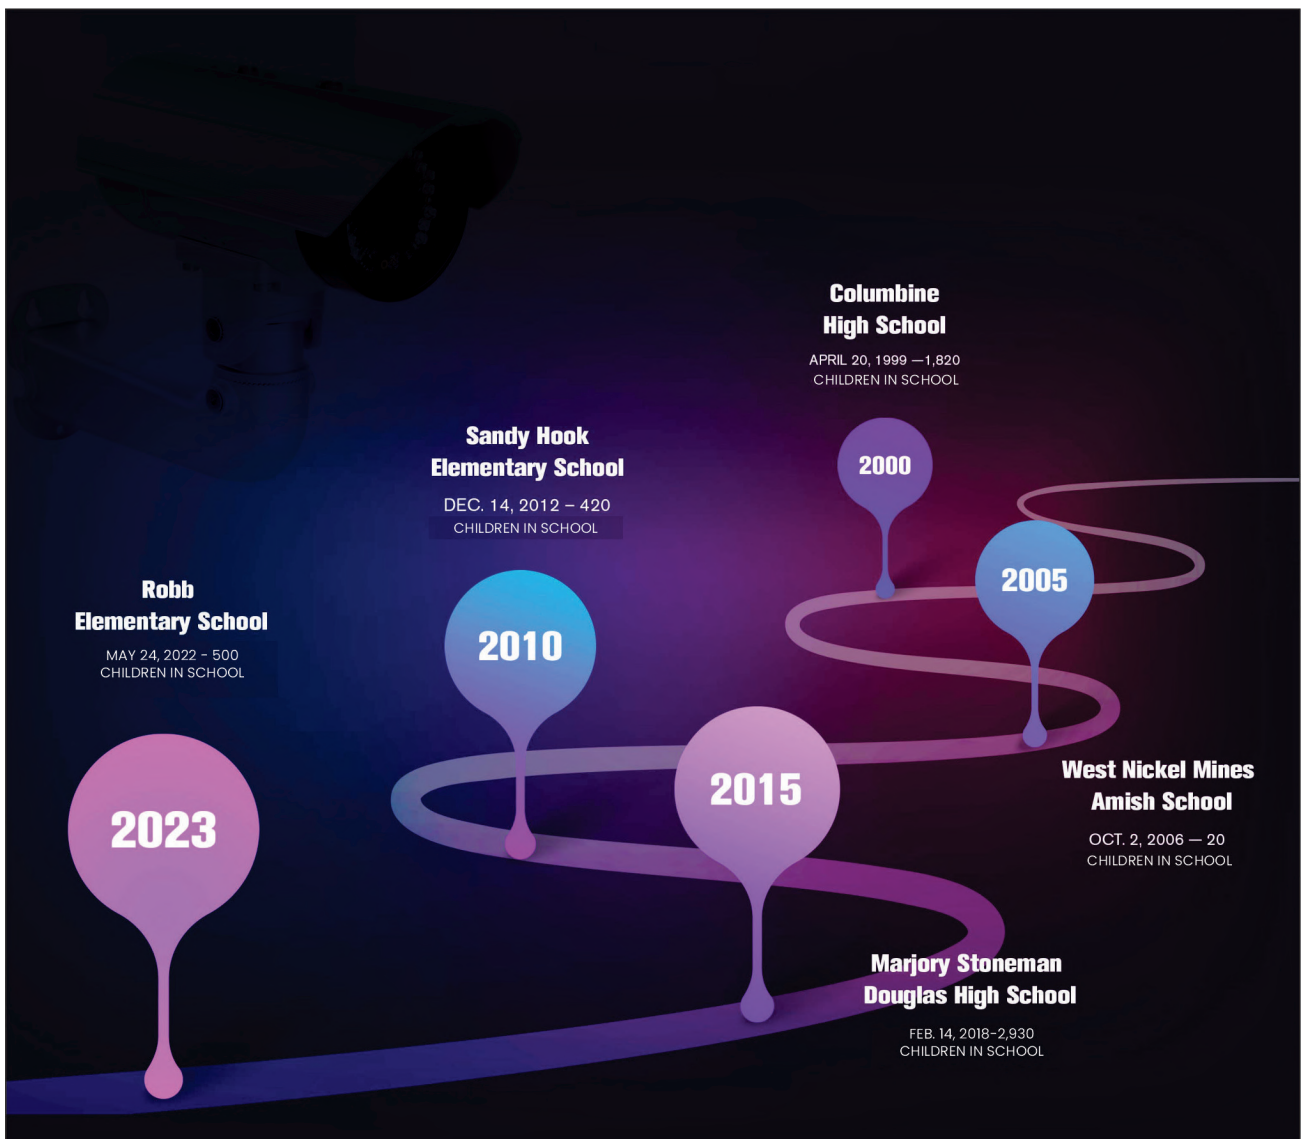 Columbine
High School
APRIL 20, 1999 —1,820
CHILDREN IN SCHOOL
2000
Sandy Hook
Elementary School
DEC. 14, 2012 – 420
CHILDREN IN SCHOOL
2005
Robb
Elementary School
MAY 24, 2022 - 500
CHILDREN IN SCHOOL
2010
2015
West Nickel Mines
Amish School
OCT. 2, 2006 — 20
CHILDREN IN SCHOOL
2023
Marjory Stoneman
Douglas High School
FEB. 14, 2018-2,930
CHILDREN IN SCHOOL